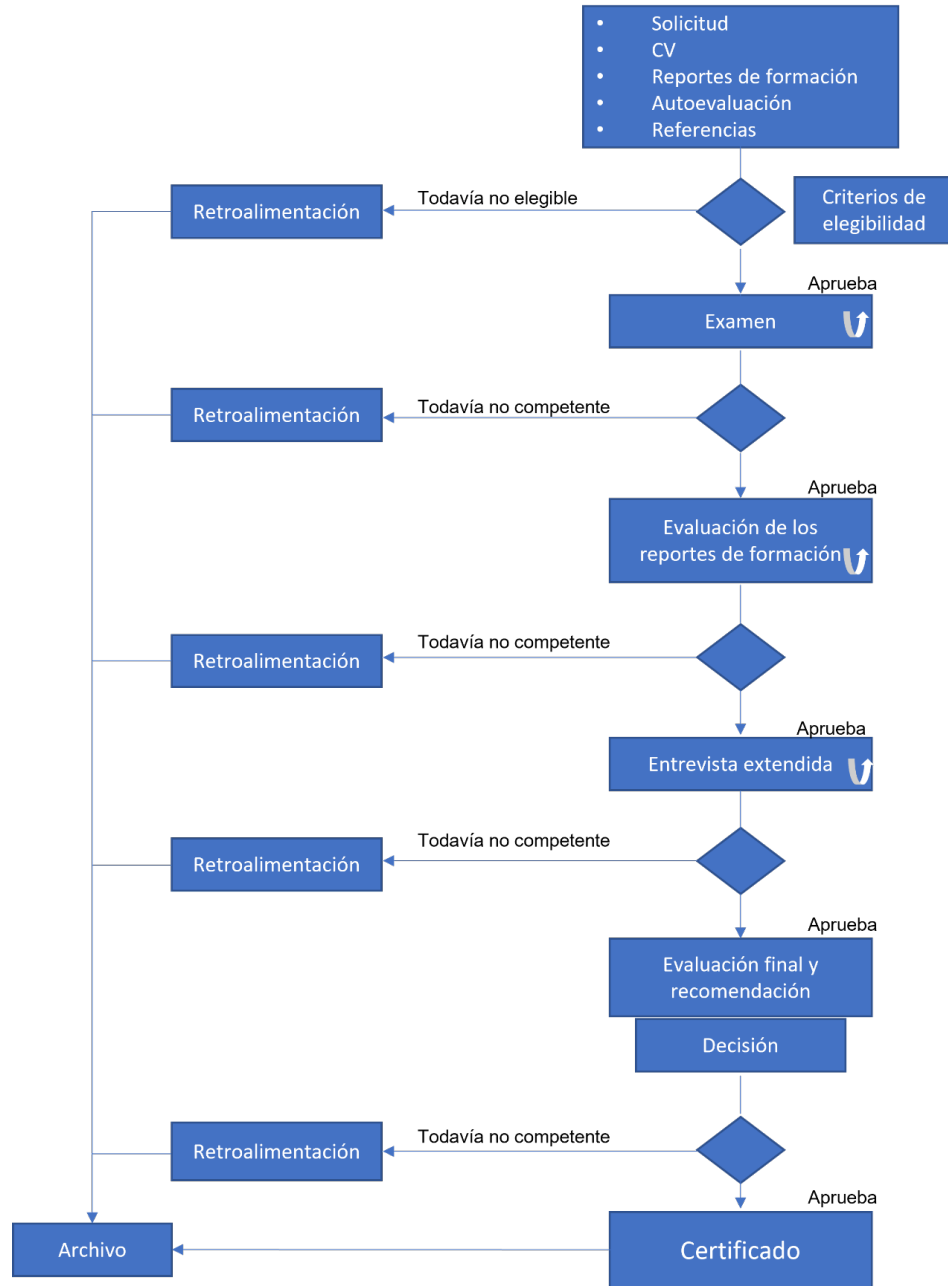 • Solicitud
• CV
• Reportes de formación
• Autoevaluación
• Referencias
Retroalimentación
Todavía no elegible
Criterios de
elegibilidad
Aprueba
Examen
Retroalimentación
Todavía no competente
Aprueba
Evaluación de los
reportes de formación
Retroalimentación
Todavía no competente
Aprueba
Entrevista extendida
Retroalimentación
Todavía no competente
Aprueba
Evaluación final y
recomendación
Decisión
Retroalimentación
Todavía no competente
Aprueba
Archivo
Certificado